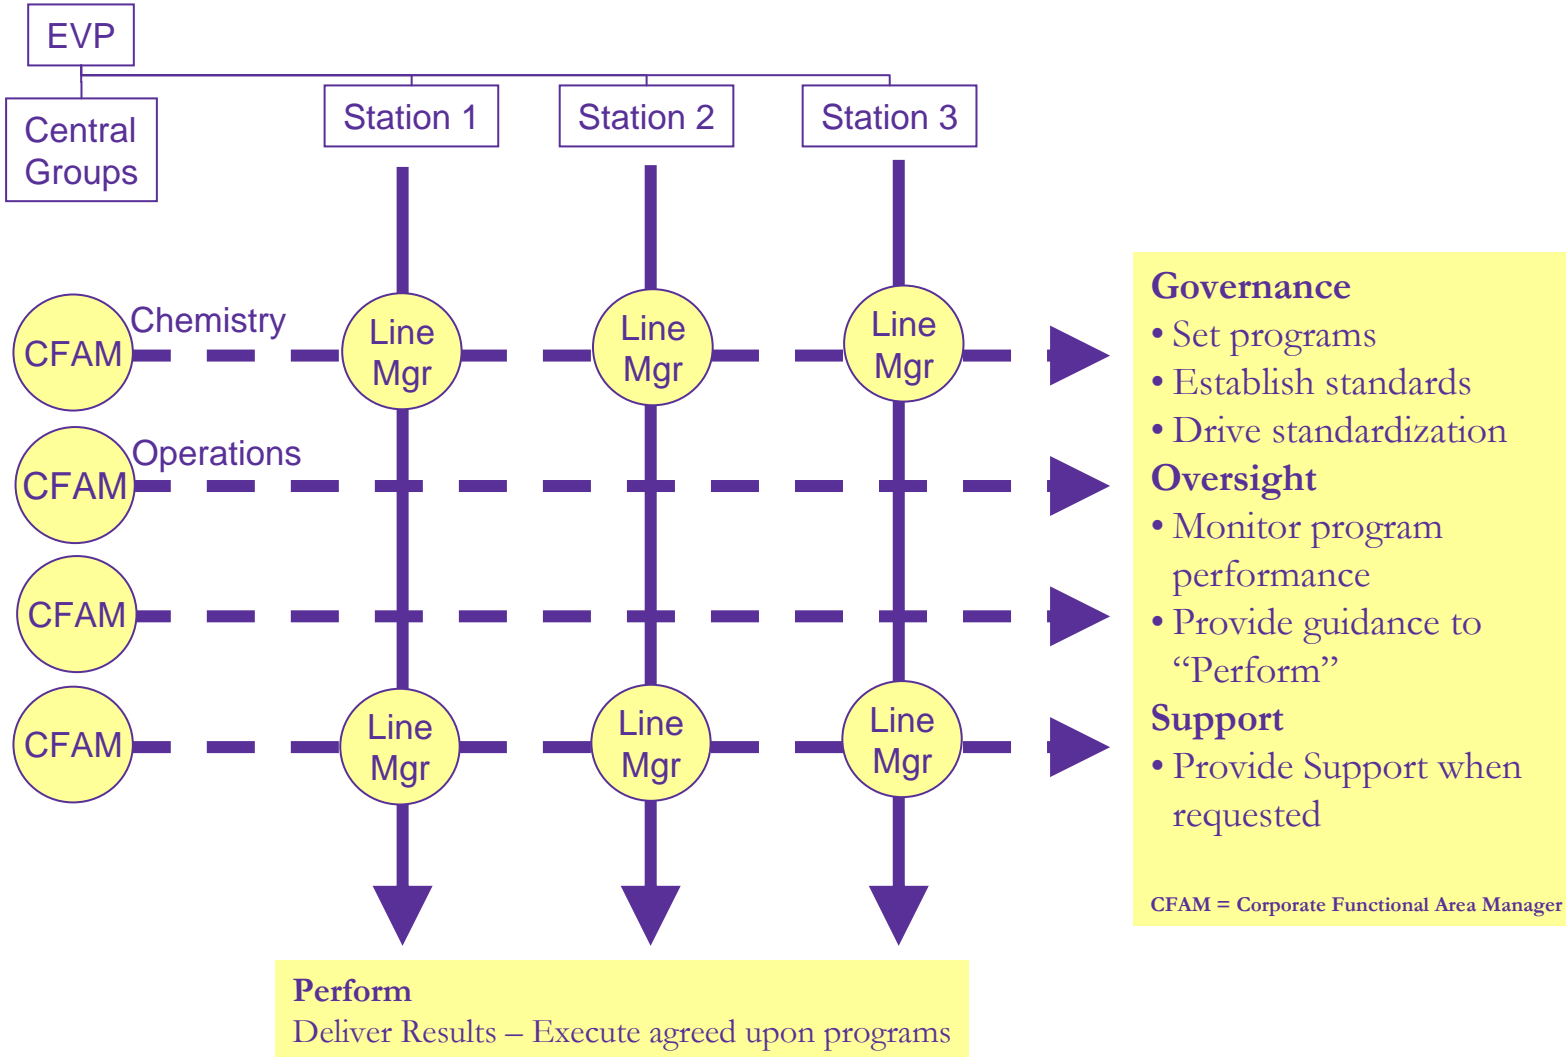 EVP
Central
Groups
Station 1
Station 2
Station 3
CFAM
Chemistry
Line
Mgr
Line
Mgr
Line
Mgr
CFAM
Operations
CFAM
CFAM
Line
Mgr
Line
Mgr
Line
Mgr
Governance
• Set programs
• Establish standards
• Drive standardization
Oversight
• Monitor program
performance
• Provide guidance to
“Perform”
Support
• Provide Support when
requested
CFAM = Corporate Functional Area Manager
Perform
Deliver Results – Execute agreed upon programs